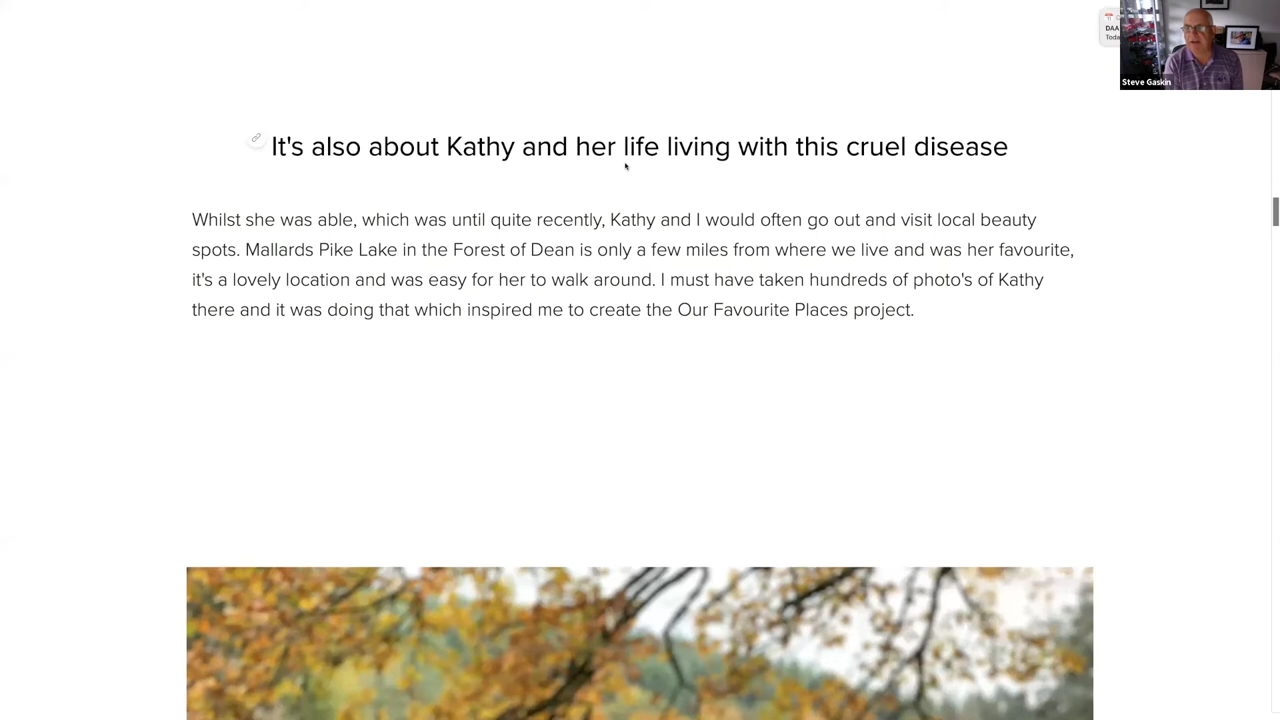 DAA
Toda
Steve Gaskin
It's also about Kathy and her life living with this cruel disease
Whilst she was able, which was until quite recently, Kathy and I would often go out and visit local beauty
spots. Mallards Pike Lake in the Forest of Dean is only a few miles from where we live and was her favourite,
it's a lovely location and was easy for her to walk around. I must have taken hundreds of photo's of Kathy
there and it was doing that which inspired me to create the Our Favourite Places project.